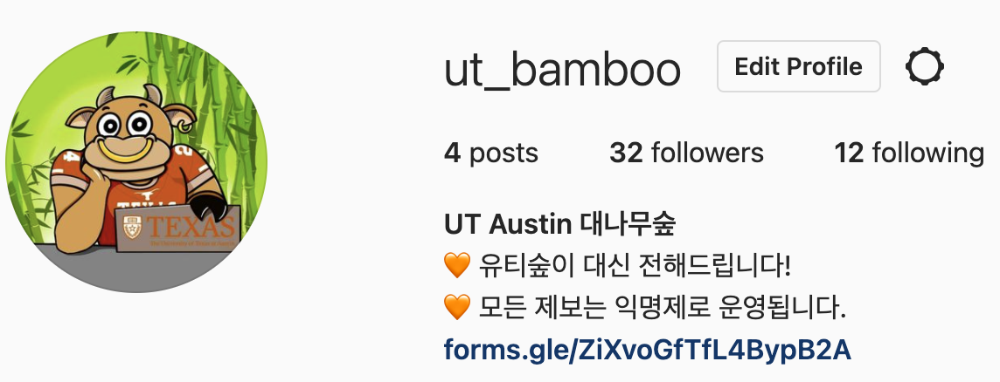 ut_bamboo Edit Profile
4 posts 32 followers 12 following
UT Austin 대나무숲
🧡 유티숲이 대신 전해드립니다!
🧡 모든 제보는 익명제로 운영됩니다.
forms.gle/ZiXvoGfTfL4BypB2A
TEXAS
TEXAS